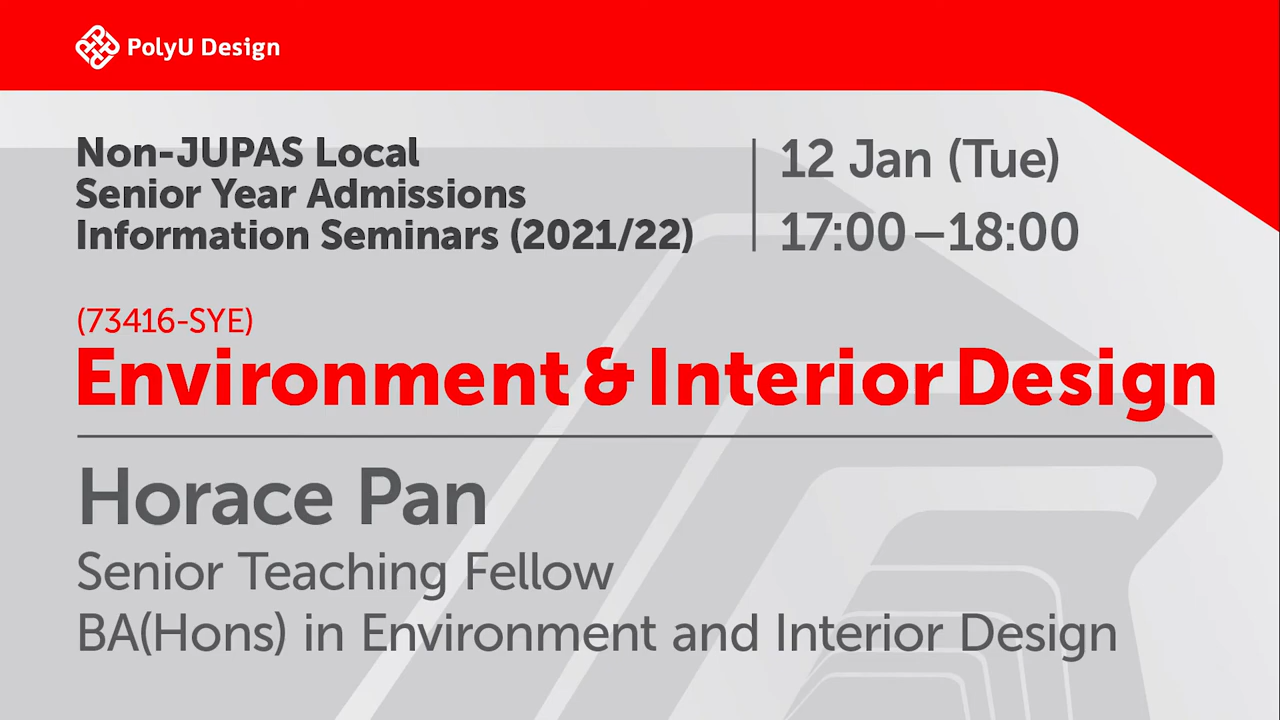 PolyU Design
Non-JUPAS Local
Senior Year Admissions
Information Seminars (2021/22)
12 Jan (Tue)
17:00–18:00
(73416-SYE)
Environment & Interior Design
Horace Pan
Senior Teaching Fellow
BA(Hons) in Environment and Interior Design